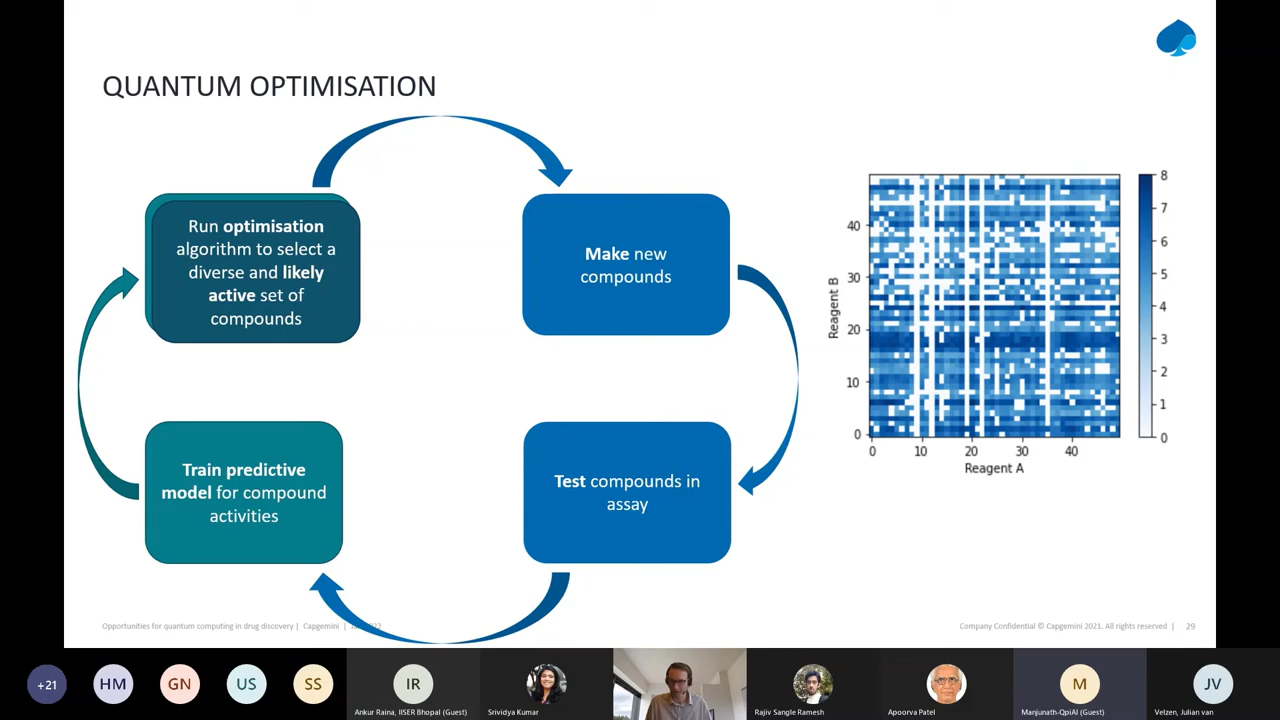 QUANTUM OPTIMISATION
Run optimisation
algorithm to select a
diverse and likely
active set of
compounds
Make new
compounds
Train predictive
model for compound
activities
Test compounds in
assay
Reagent B
40
30
20
10
0
0 10 20 30 40
Reagent A
8
7
6
5
4
3
2
1
0
Opportunities for quantum computing in drug discovery | Capgemini |
Company Confidential © Capgemini 2021. All rights reserved | 29
+21
HM
GN
US
SS
IR
Ankur Raina, IISER Bhopal (Guest)
Srividya Kumar
Rajiv Sangle Ramesh
Apoorva Patel
M
Manjunath-QpiAI (Guest)
JV
Velzen, Julian van